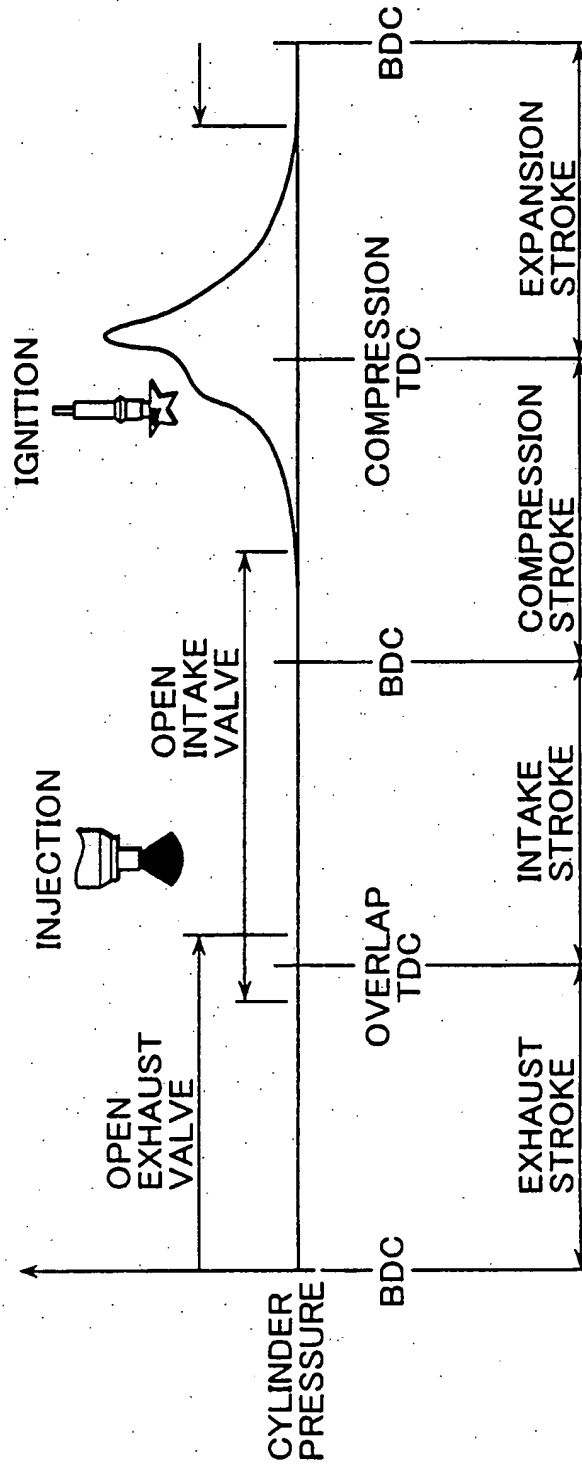 INJECTION
IGNITION
OPEN
EXHAUST
VALVE
OPEN
INTAKE
VALVE
CYLINDER
PRESSURE
BDC
OVERLAP
TDC
BDC
COMPRESSION
TDC
BDC
EXHAUST
STROKE
INTAKE
STROKE
COMPRESSION
STROKE
EXPANSION
STROKE